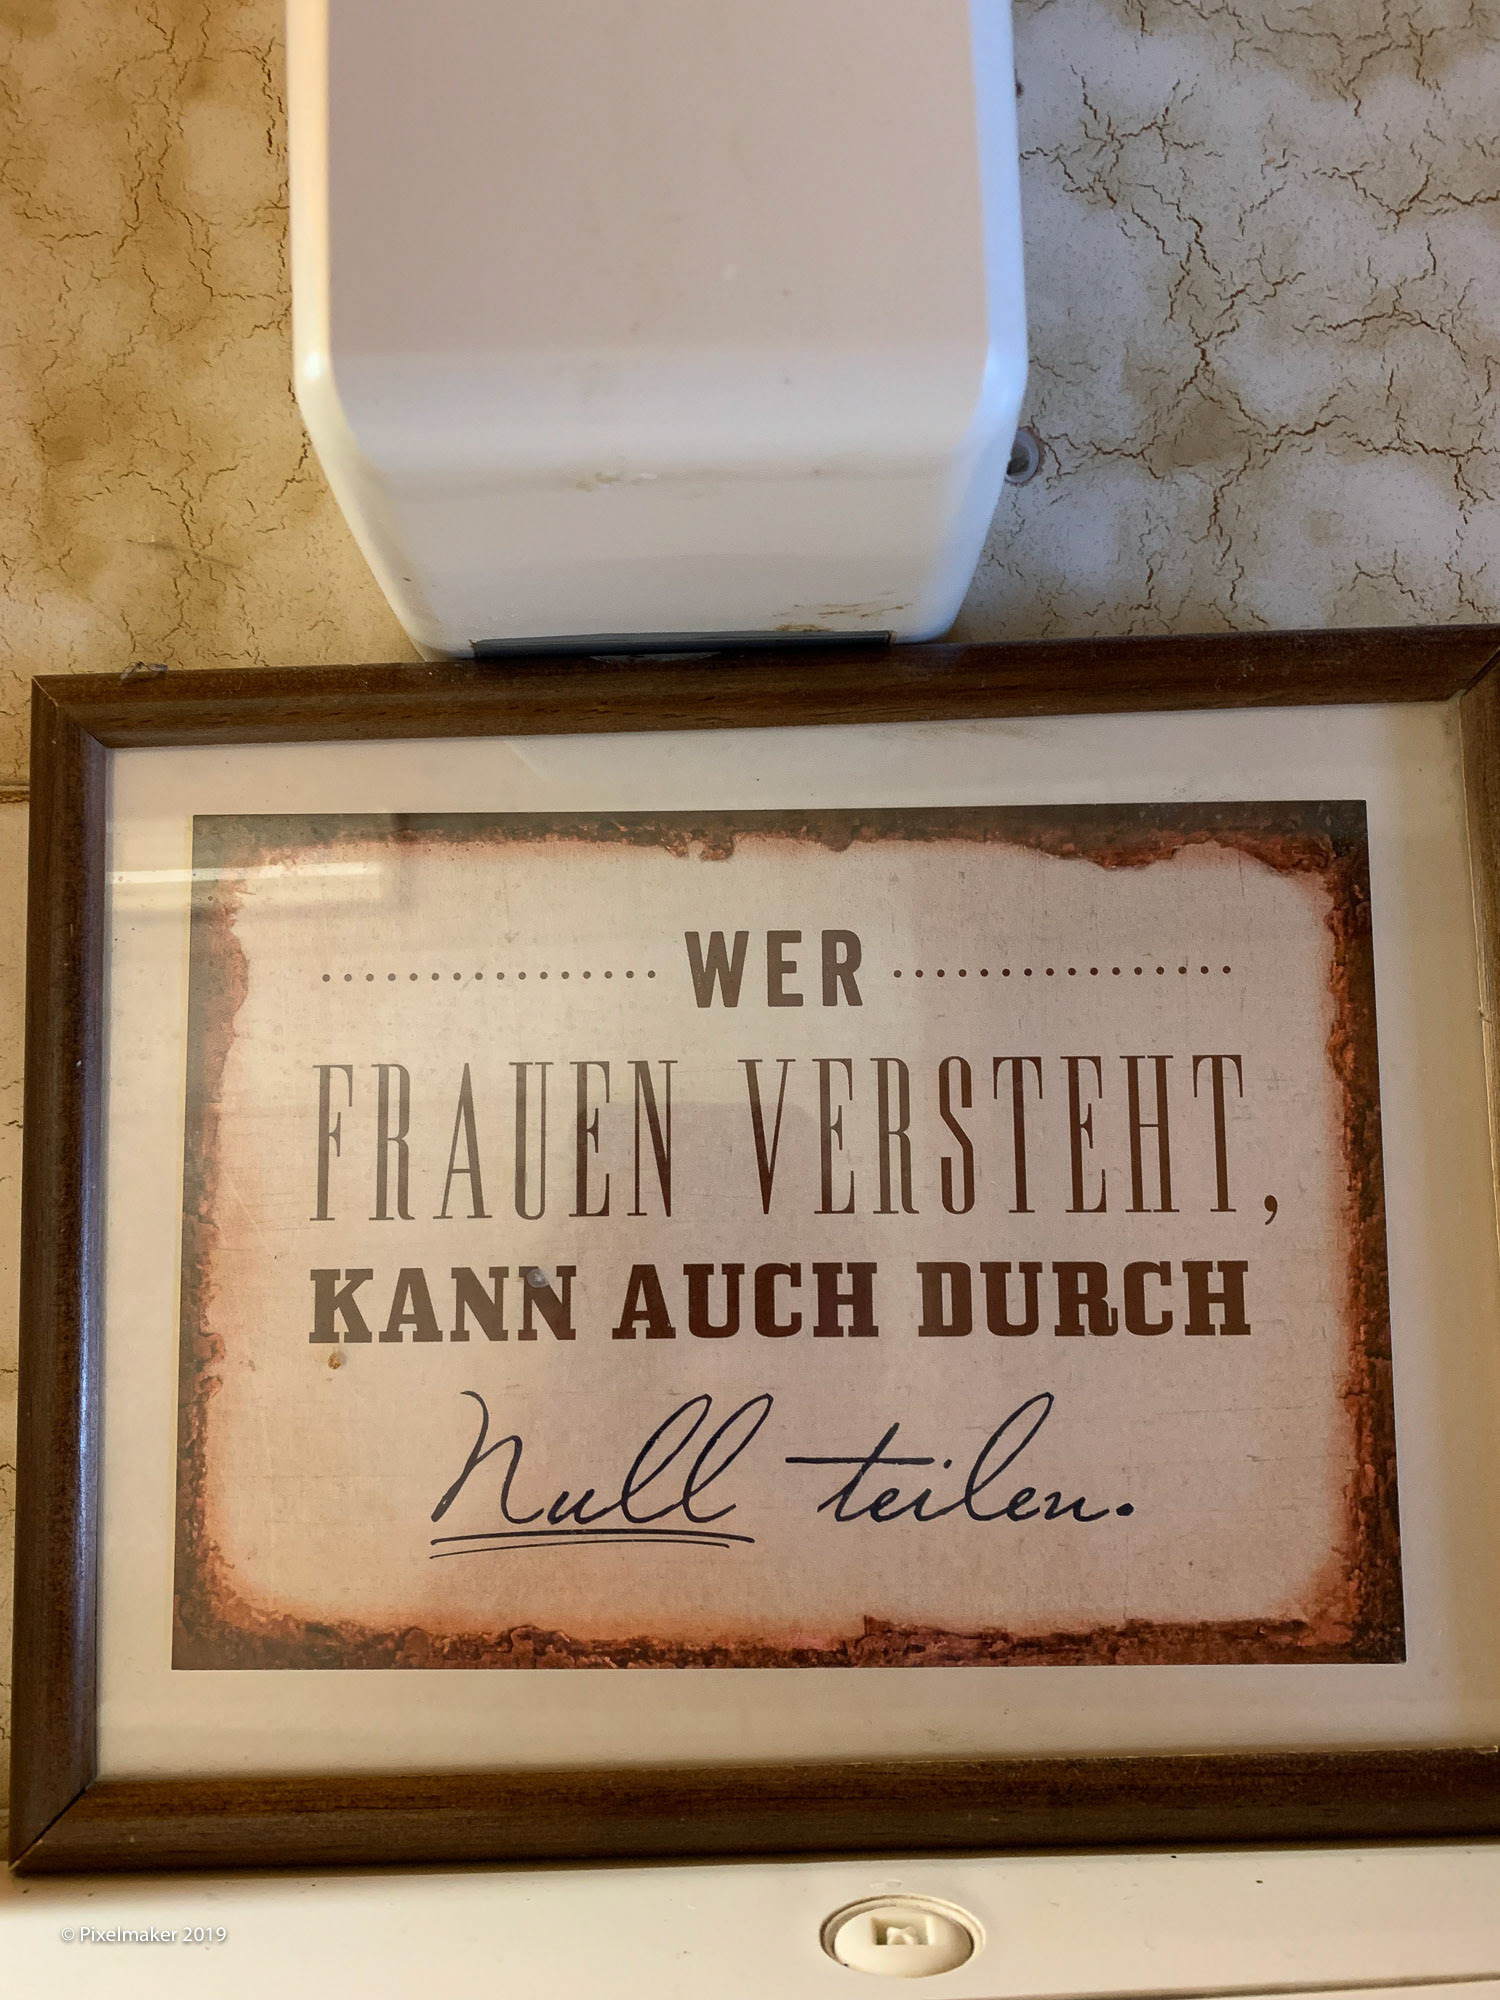 WER
FRAUEN VERSTEHT,
KANN AUCH DURCH
Null teilen.
© Pixelmaker 2019